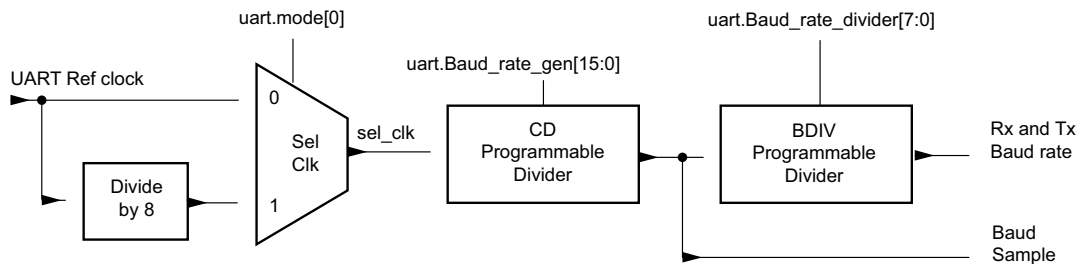 uart.mode[0]
uart.Baud_rate_divider[7:0]
uart.Baud_rate_gen[15:0]
UART Ref clock
0
Sel
Clk
1
sel_clk
Divide
by 8
CD
Programmable
Divider
BDIV
Programmable
Divider
Rx and Tx
Baud rate
Baud
Sample